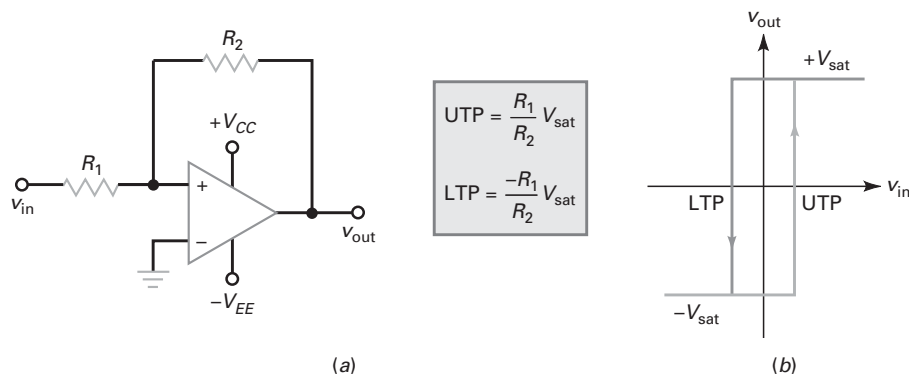 R2
+VCC
R1
vin
+
−
vout
−VEE
(a)
UTP = R1/R2 Vsat
LTP = −R1/R2 Vsat
vout
+Vsat
vin
LTP
UTP
−Vsat
(b)